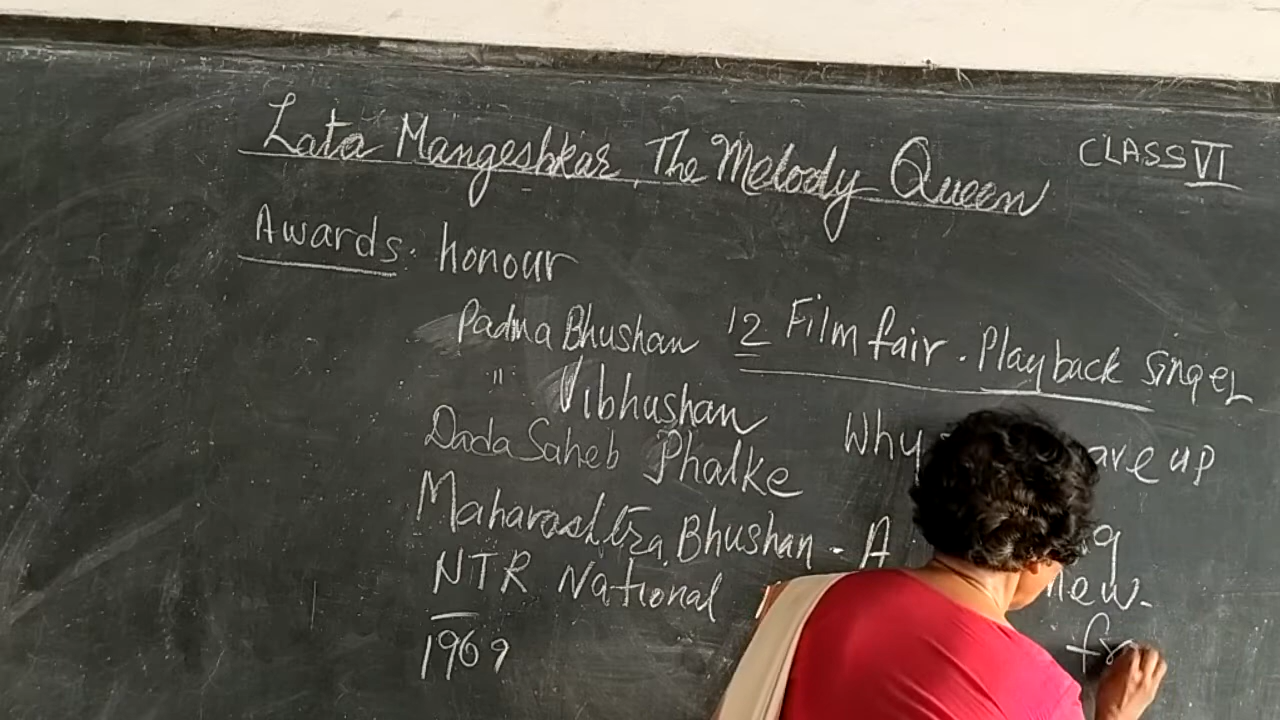 Lata Mangeshkar, The Melody Queen
CLASS VI
Awards. honour
Padma Bhushan
" Vibhushan
Dada Saheb Phalke
Maharashtra Bhushan - A
NTR National
1969
12 Film fair. Playback Singer
Why up
new-